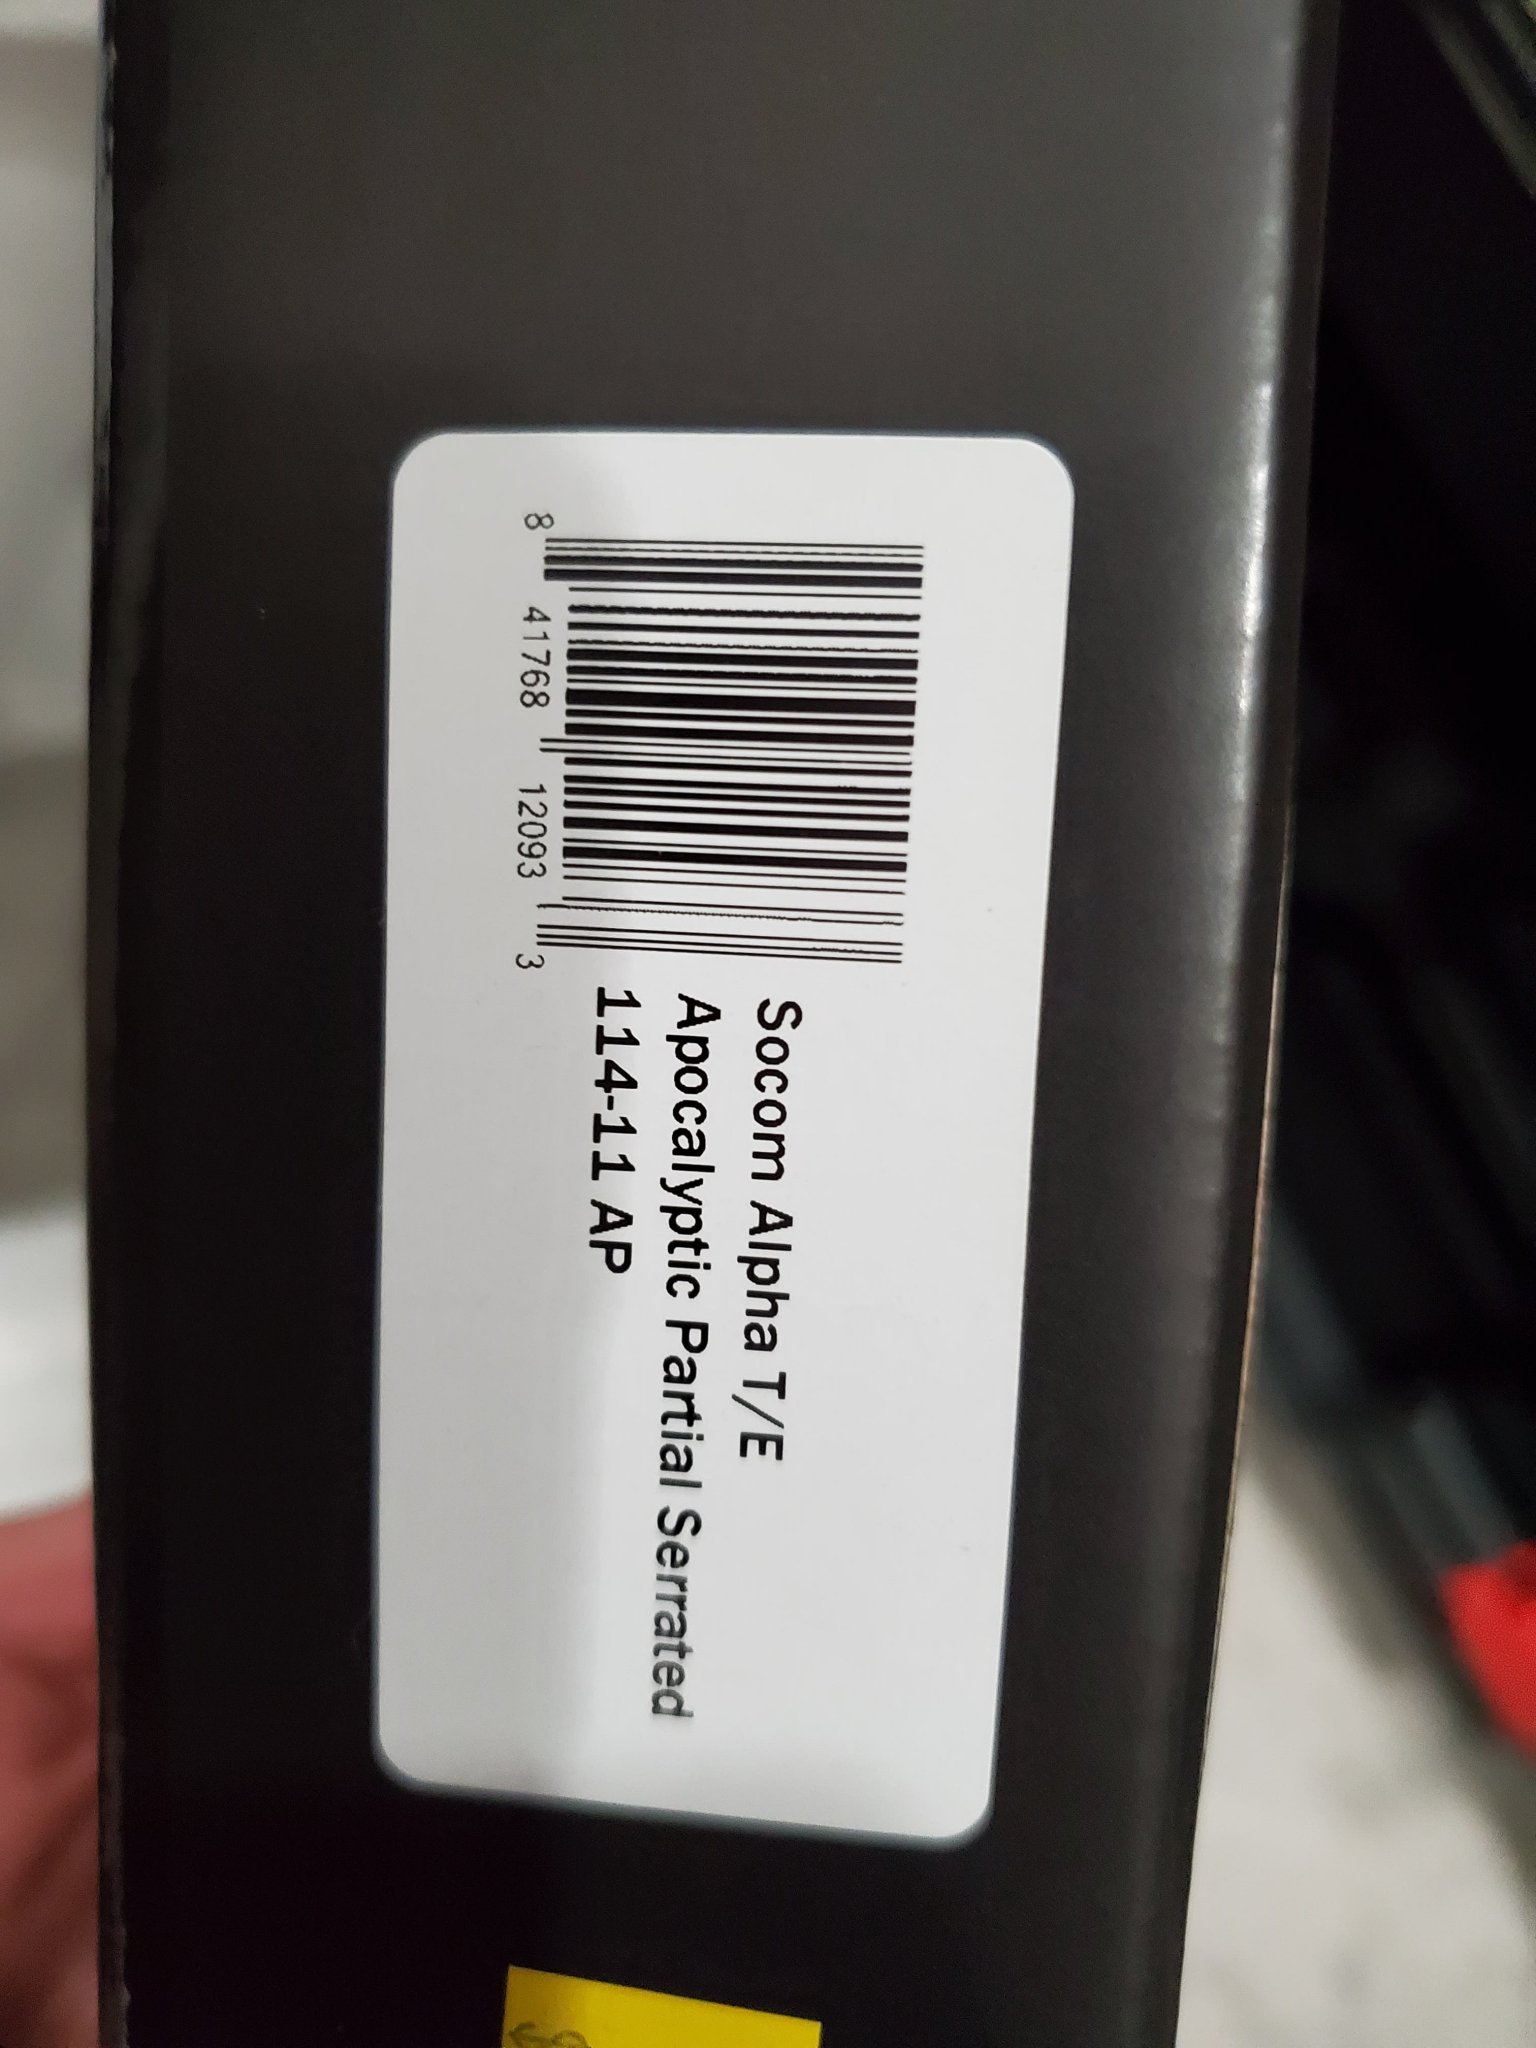 8 41768 12093 3
Socom Alpha T/E
Apocalyptic Partial Serrated
114-11 AP